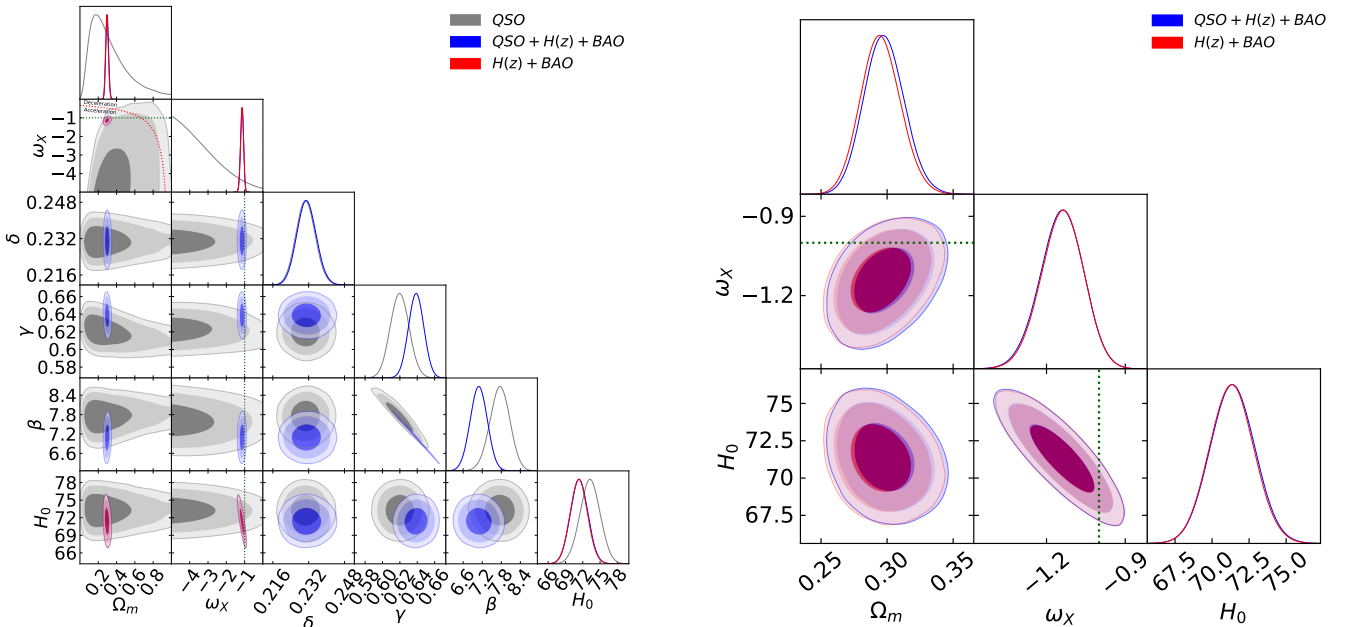 QSO
QSO + H(z) + BAO
H(z) + BAO
Deceleration
Acceleration
ω_X
−1
−2
−3
−4
δ
0.248
0.232
0.216
γ
0.66
0.64
0.62
0.6
0.58
β
8.4
7.8
7.2
6.6
H_0
78
75
72
69
66
0.2 0.4 0.6 0.8
Ω_m
−4 −3 −2 −1
ω_X
0.216 0.232 0.248
δ
0.58 0.60 0.62 0.64 0.66
γ
6.6 7.2 7.8 8.4
β
66 69 72 75 78
H_0
QSO + H(z) + BAO
H(z) + BAO
ω_X
−0.9
−1.2
H_0
75
72.5
70
67.5
0.25 0.30 0.35
Ω_m
−1.2 −0.9
ω_X
67.5 70.0 72.5 75.0
H_0